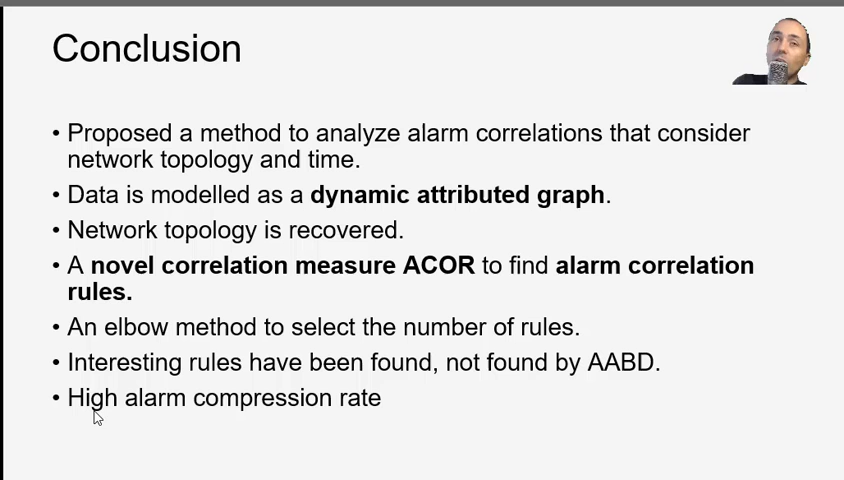 Conclusion
• Proposed a method to analyze alarm correlations that consider
network topology and time.
• Data is modelled as a dynamic attributed graph.
• Network topology is recovered.
• A novel correlation measure ACOR to find alarm correlation
rules.
• An elbow method to select the number of rules.
• Interesting rules have been found, not found by AABD.
• High alarm compression rate